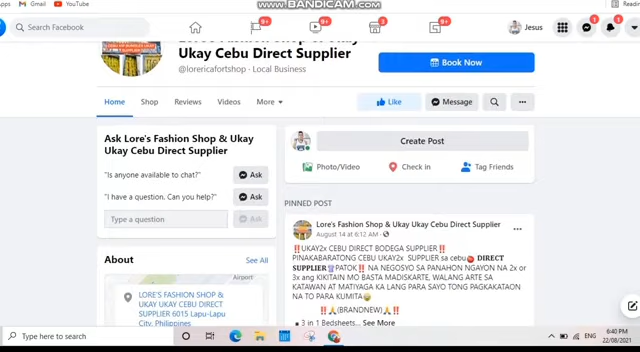 Gmail
YouTube
WWW.BANDICAM.COM
Search Facebook
9+
9+
3
9+
Jesus
1
1
Lore's Fashion Shop & Ukay
Ukay Cebu Direct Supplier
@lorericafortshop · Local Business
Book Now
Home
Shop
Reviews
Videos
More
Like
Message
Ask Lore's Fashion Shop & Ukay
Ukay Cebu Direct Supplier
"Is anyone available to chat?"
Ask
"I have a question. Can you help?"
Ask
Type a question
Ask
About
See All
Airport
LORE'S FASHION SHOP &
UKAY UKAY CEBU DIRECT
SUPPLIER 6015 Lapu-Lapu
City, Philippines
Create Post
Photo/Video
Check in
Tag Friends
PINNED POST
Lore's Fashion Shop & Ukay Ukay Cebu Direct Supplier
August 14 at 6:12 AM ·
‼️UKAY2x CEBU DIRECT BODEGA SUPPLIER‼️
PINAKABARATONG CEBU UKAY2x SUPPLIER sa cebu DIRECT
SUPPLIER PATOK‼️ NA NEGOSYO SA PANAHON NGAYON NA 2x or
3x ang KIKITAIN MO BASTA MADISKARTE, WALANG ARTE SA
KATAWAN AT MATIYAGA KA LANG PARA SAYO TONG PAGKAKATAON
NA TO PARA KUMITA
‼️🙏(BRANDNEW)🙏‼️
• 3 in 1 Bedsheets... See More
Type here to search
ENG
6:40 PM
22/08/2021